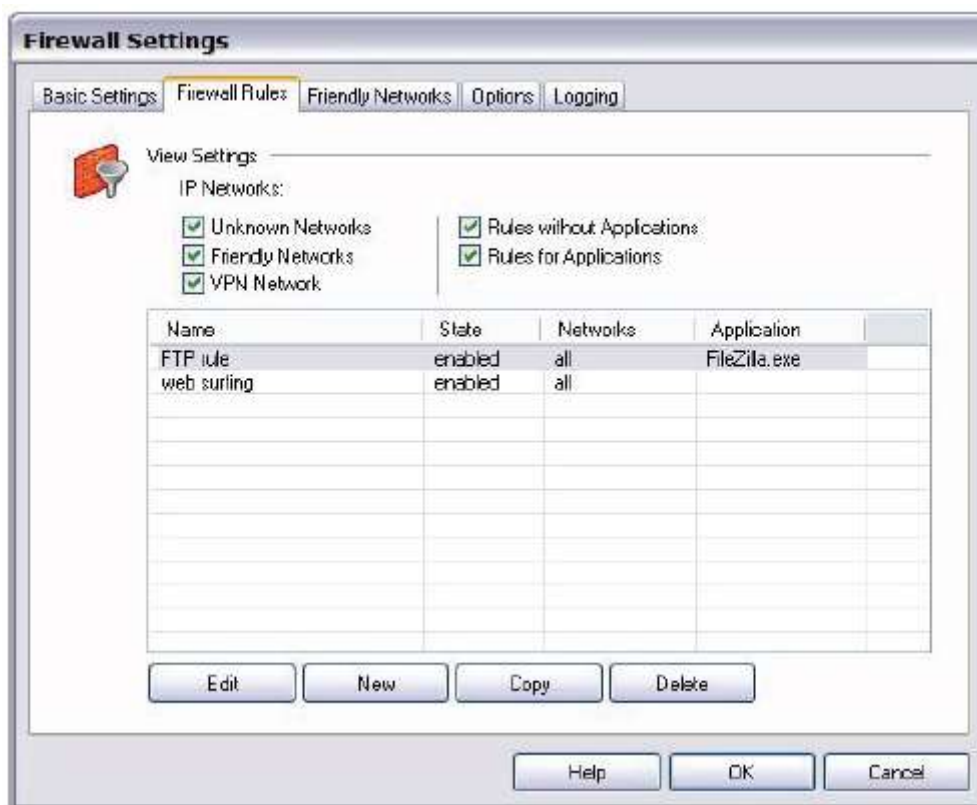 Firewall Settings
Basic Settings Firewall Rules Friendly Networks Options Logging
View Settings
IP Networks:
Unknown Networks Rules without Applications
Friendly Networks Rules for Applications
VPN Network
Name State Networks Application
FTP rule enabled all FileZilla.exe
web surfing enabled all
Edit New Copy Delete
Help OK Cancel